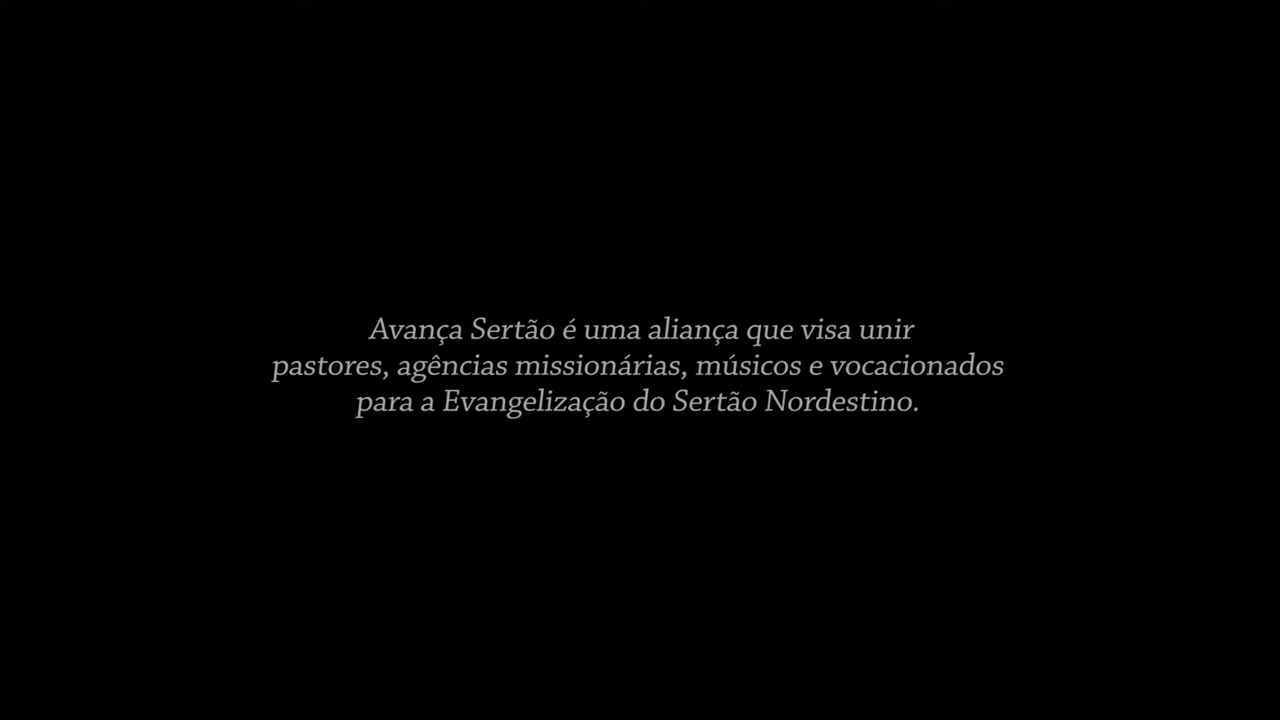 Avança Sertão é uma aliança que visa unir
pastores, agências missionárias, músicos e vocacionados
para a Evangelização do Sertão Nordestino.